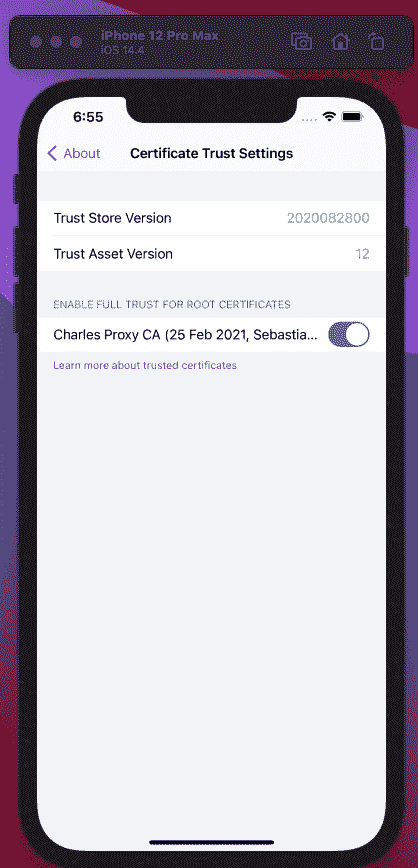 iPhone 12 Pro Max
iOS 14.4
6:55
About
Certificate Trust Settings
Trust Store Version 2020082800
Trust Asset Version 12
ENABLE FULL TRUST FOR ROOT CERTIFICATES
Charles Proxy CA (25 Feb 2021, Sebastia...
Learn more about trusted certificates